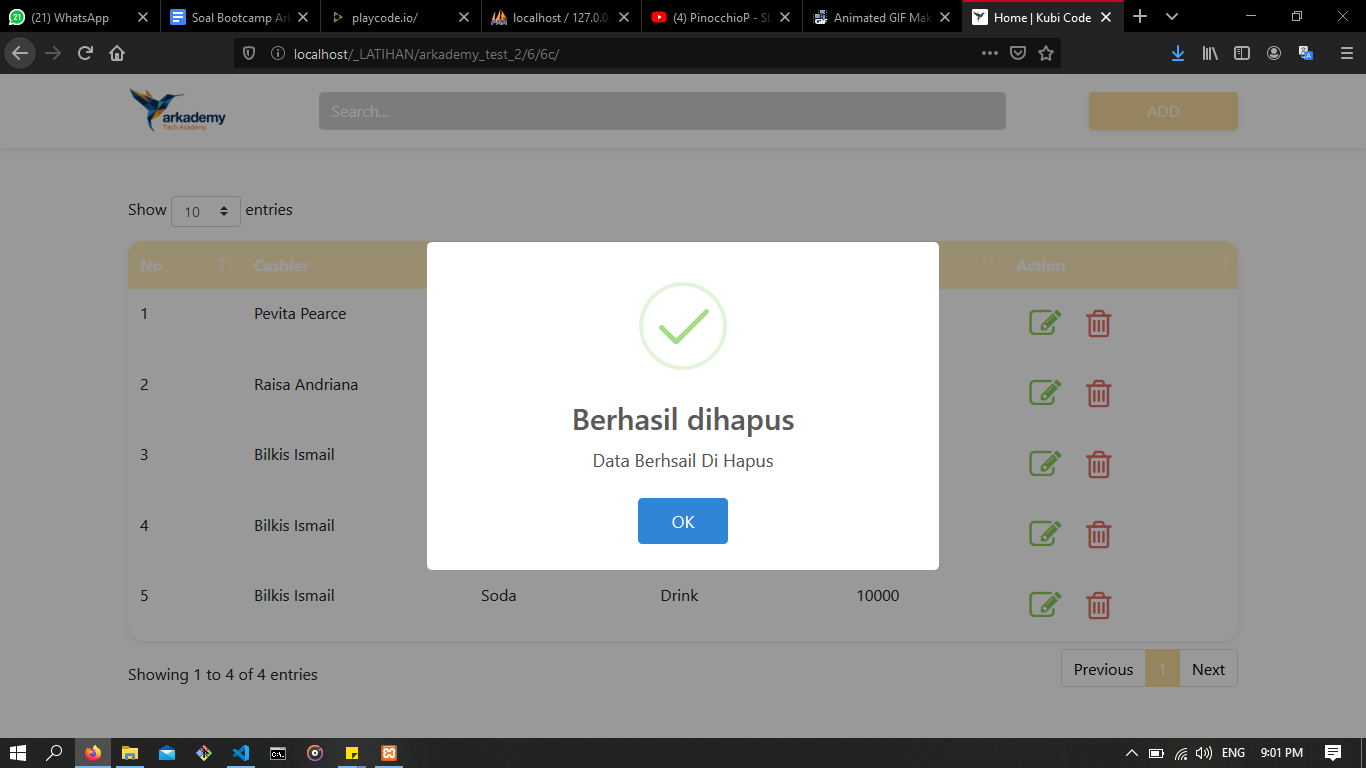 (21) WhatsApp
Soal Bootcamp Ark
playcode.io/
localhost / 127.0.0.
(4) PinocchioP - SL
Animated GIF Mak
Home | Kubi Code
localhost/_LATIHAN/arkademy_test_2/6/6c/
arkademy
Tech Academy
Search...
ADD
Show 10 entries
No Cashier Action
1 Pevita Pearce
2 Raisa Andriana
3 Bilkis Ismail
4 Bilkis Ismail
5 Bilkis Ismail Soda Drink 10000
Berhasil dihapus
Data Berhsail Di Hapus
OK
Showing 1 to 4 of 4 entries
Previous 1 Next
ENG 9:01 PM